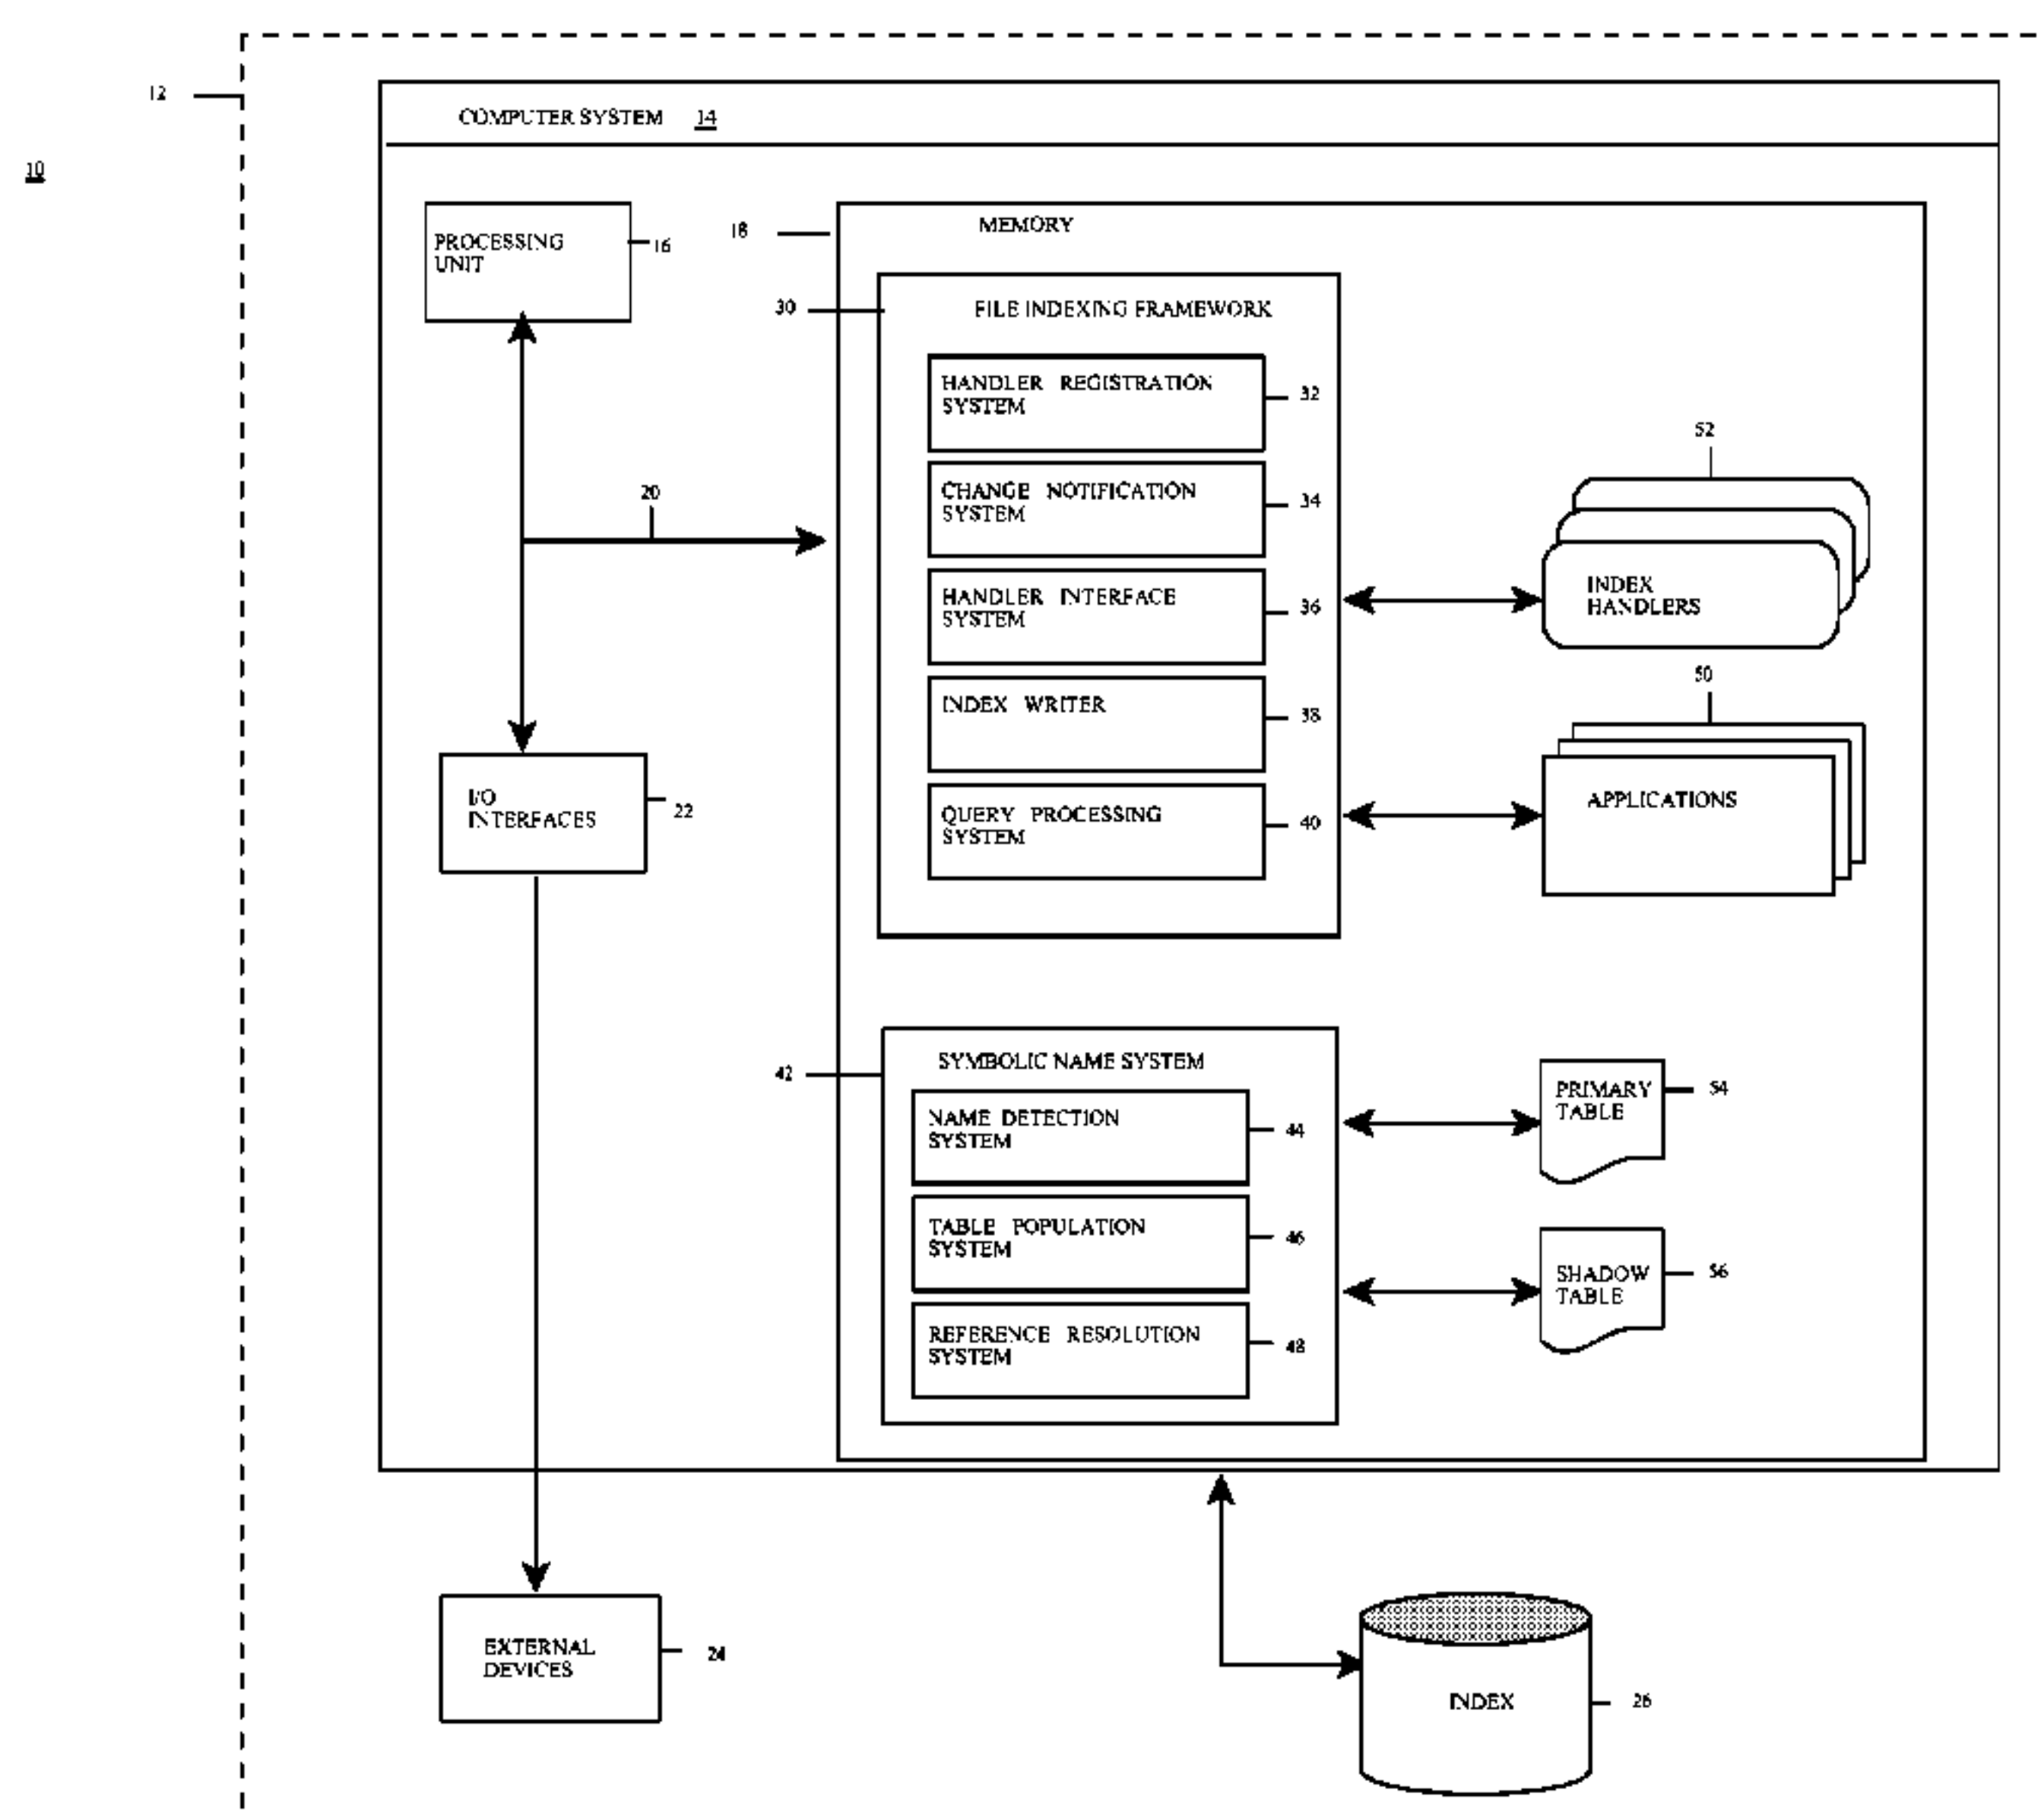 12
COMPUTER SYSTEM 14
10
PROCESSING
UNIT
16
18
MEMORY
30
FILE INDEXING FRAMEWORK
HANDLER REGISTRATION
SYSTEM
32
52
20
CHANGE NOTIFICATION
SYSTEM
34
HANDLER INTERFACE
SYSTEM
36
INDEX
HANDLERS
50
INDEX WRITER
38
I/O
INTERFACES
22
QUERY PROCESSING
SYSTEM
40
APPLICATIONS
42
SYMBOLIC NAME SYSTEM
NAME DETECTION
SYSTEM
44
PRIMARY
TABLE
54
TABLE POPULATION
SYSTEM
46
SHADOW
TABLE
56
REFERENCE RESOLUTION
SYSTEM
48
EXTERNAL
DEVICES
24
INDEX
26